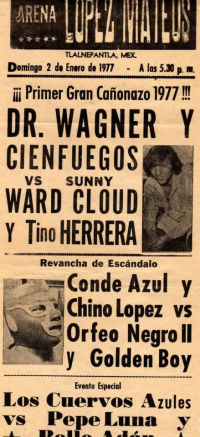 ARENA
LOPEZ MATEOS
TLALNEPANTLA, MEX.
Domingo 2 de Enero de 1977 - A las 5.30 p. m.
¡¡¡ Primer Gran Cañonazo 1977 !!!
DR. WAGNER Y
CIENFUEGOS
VS SUNNY
WARD CLOUD
Y Tino HERRERA
Revancha de Escándalo
Conde Azul y
Chino Lopez vs
Orfeo Negro II
y Golden Boy
Evento Especial
Los Cuervos Azules
vs Pepe Luna y